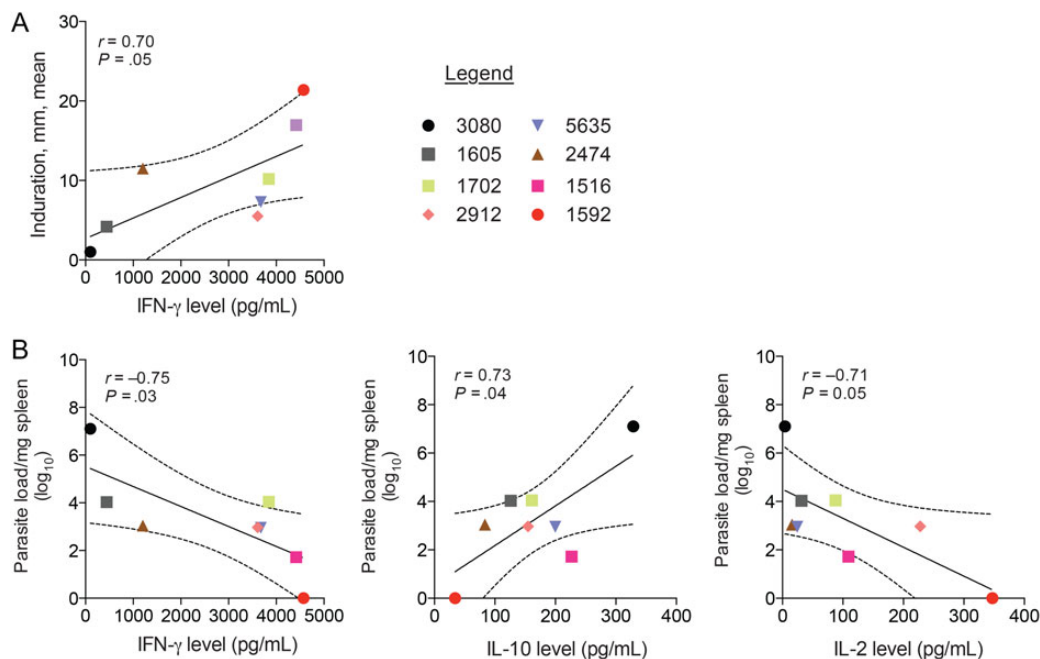 A
r = 0.70
P = .05
30
20
10
0
Induration, mm, mean
0 1000 2000 3000 4000 5000
IFN-γ level (pg/mL)
Legend
3080 5635
1605 2474
1702 1516
2912 1592
B
r = –0.75
P = .03
10
8
6
4
2
0
Parasite load/mg spleen
(log10)
0 1000 2000 3000 4000 5000
IFN-γ level (pg/mL)
r = 0.73
P = .04
10
8
6
4
2
0
Parasite load/mg spleen
(log10)
0 100 200 300 400
IL-10 level (pg/mL)
r = –0.71
P = 0.05
10
8
6
4
2
0
Parasite load/mg spleen
(log10)
0 100 200 300 400
IL-2 level (pg/mL)